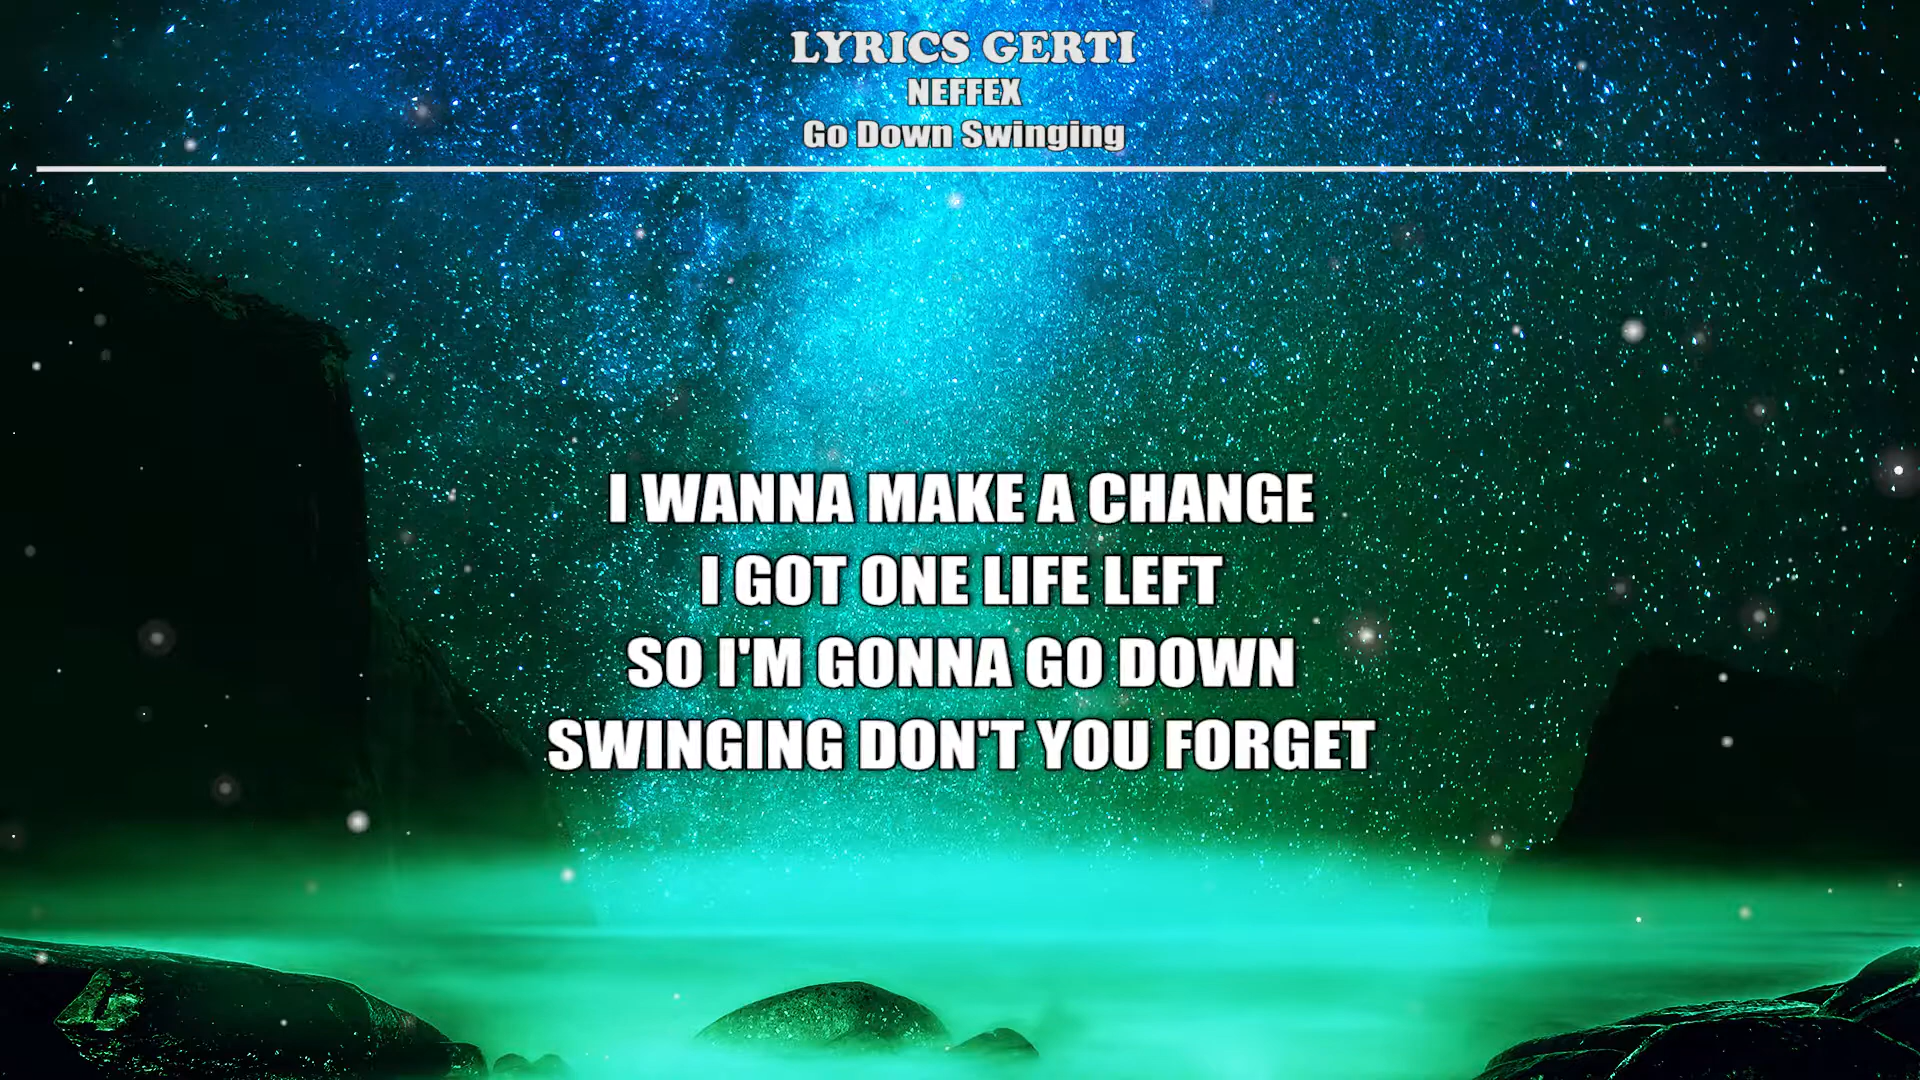 LYRICS GERTI
NEFFEX
Go Down Swinging
I WANNA MAKE A CHANGE
I GOT ONE LIFE LEFT
SO I'M GONNA GO DOWN
SWINGING DON'T YOU FORGET